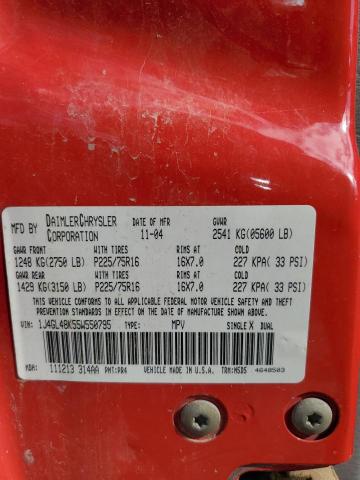 MFD BY DAIMLERCHRYSLER CORPORATION DATE OF MFR 11-04 GVWR 2541 KG(05600 LB)
GAWR FRONT WITH TIRES RIMS AT COLD
1248 KG(2750 LB) P225/75R16 16X7.0 227 KPA( 33 PSI)
GAWR REAR WITH TIRES RIMS AT COLD
1429 KG(3150 LB) P225/75R16 16X7.0 227 KPA( 33 PSI)
THIS VEHICLE CONFORMS TO ALL APPLICABLE FEDERAL MOTOR VEHICLE SAFETY AND THEFT PREVENTION STANDARDS IN EFFECT
ON THE DATE OF MANUFACTURE SHOWN ABOVE.
VIN: 1J4GL48K55W550795 TYPE: MPV SINGLE X DUAL
MDH: 111213 314AA PNT:PR4 VEHICLE MADE IN U.S.A. TRM:M5D5 4648503